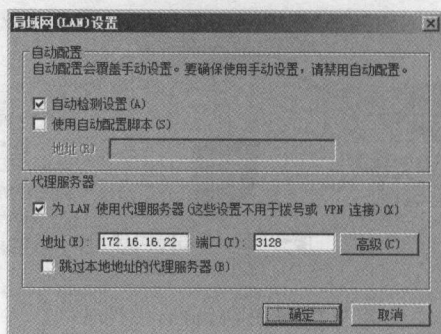 局域网(LAN)设置
自动配置
自动配置会覆盖手动设置。要确保使用手动设置，请禁用自动配置。
自动检测设置(A)
使用自动配置脚本(S)
地址(R)
代理服务器
为 LAN 使用代理服务器(这些设置不用于拨号或 VPN 连接)(X)
地址(E): 172.16.16.22 端口(T): 3128 高级(C)
跳过本地地址的代理服务器(B)
确定 取消